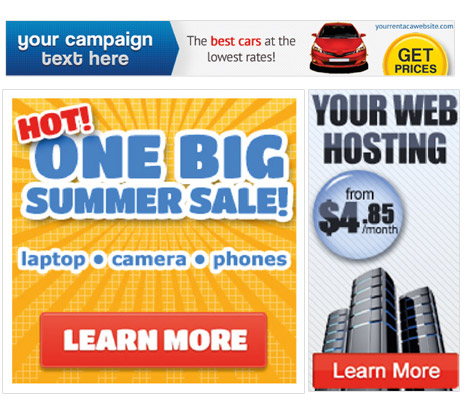 your campaign
text here
The best cars at the
lowest rates!
yourrentacawebsite.com
GET
PRICES
HOT!
ONE BIG
SUMMER SALE!
laptop • camera • phones
LEARN MORE
YOUR WEB
HOSTING
from
$4.85
/month
Learn More